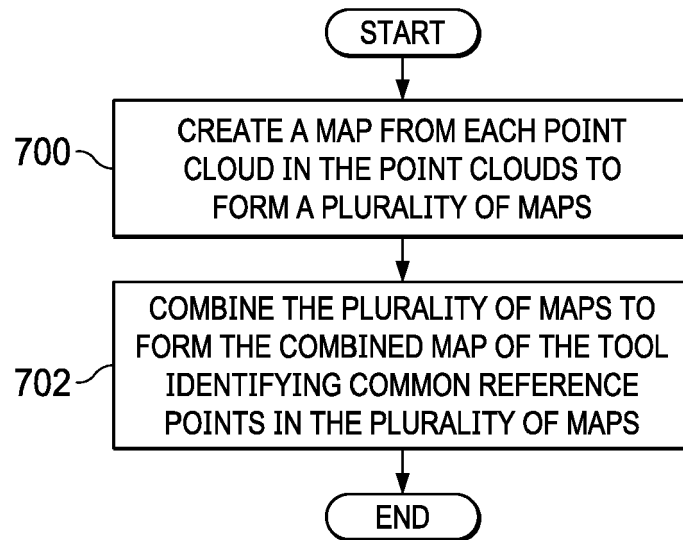 START
700
CREATE A MAP FROM EACH POINT
CLOUD IN THE POINT CLOUDS TO
FORM A PLURALITY OF MAPS
702
COMBINE THE PLURALITY OF MAPS TO
FORM THE COMBINED MAP OF THE TOOL
IDENTIFYING COMMON REFERENCE
POINTS IN THE PLURALITY OF MAPS
END